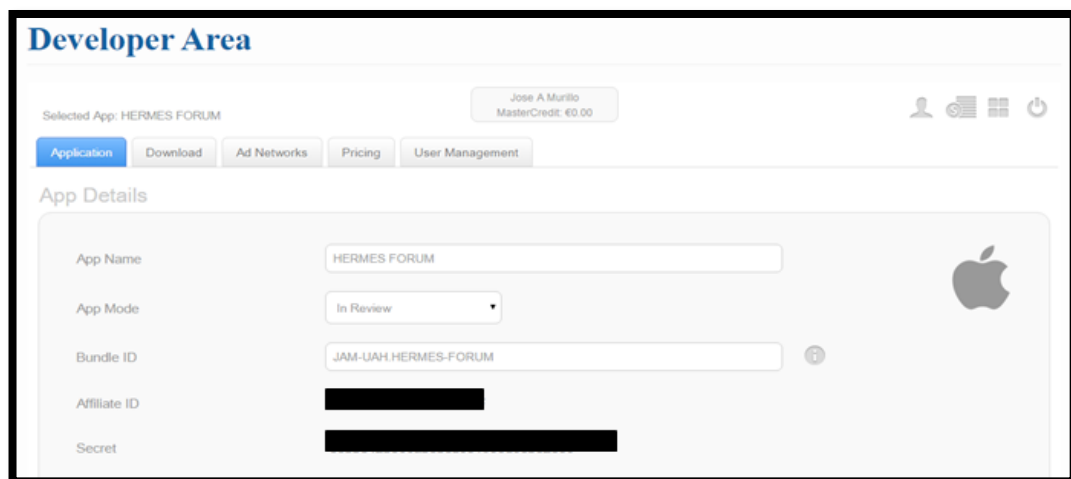 Developer Area
Jose A Murillo
Selected App: HERMES FORUM
MasterCredit: €0.00
Application Download Ad Networks Pricing User Management
App Details
App Name HERMES FORUM
App Mode In Review
Bundle ID JAM-UAH.HERMES-FORUM
Affiliate ID
Secret